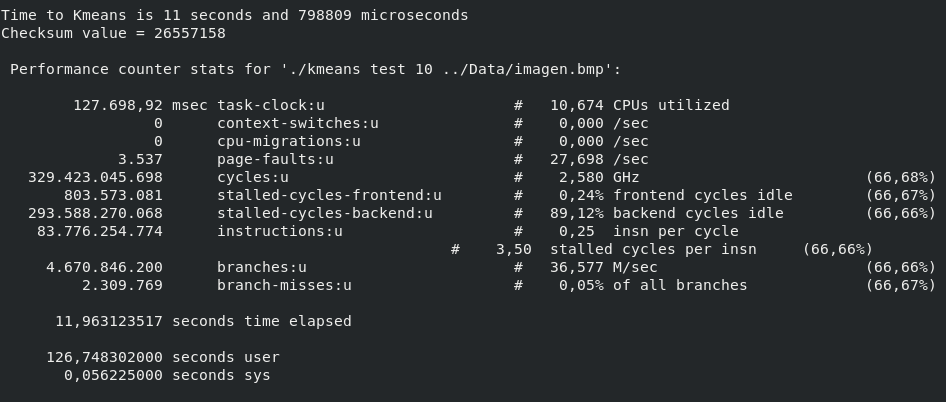 Time to Kmeans is 11 seconds and 798809 microseconds
Checksum value = 26557158
Performance counter stats for './kmeans test 10 ../Data/imagen.bmp':
127.698,92 msec task-clock:u # 10,674 CPUs utilized
0 context-switches:u # 0,000 /sec
0 cpu-migrations:u # 0,000 /sec
3.537 page-faults:u # 27,698 /sec
329.423.045.698 cycles:u # 2,580 GHz (66,68%)
803.573.081 stalled-cycles-frontend:u # 0,24% frontend cycles idle (66,67%)
293.588.270.068 stalled-cycles-backend:u # 89,12% backend cycles idle (66,66%)
83.776.254.774 instructions:u # 0,25 insn per cycle
# 3,50 stalled cycles per insn (66,66%)
4.670.846.200 branches:u # 36,577 M/sec (66,66%)
2.309.769 branch-misses:u # 0,05% of all branches (66,67%)
11,963123517 seconds time elapsed
126,748302000 seconds user
0,056225000 seconds sys